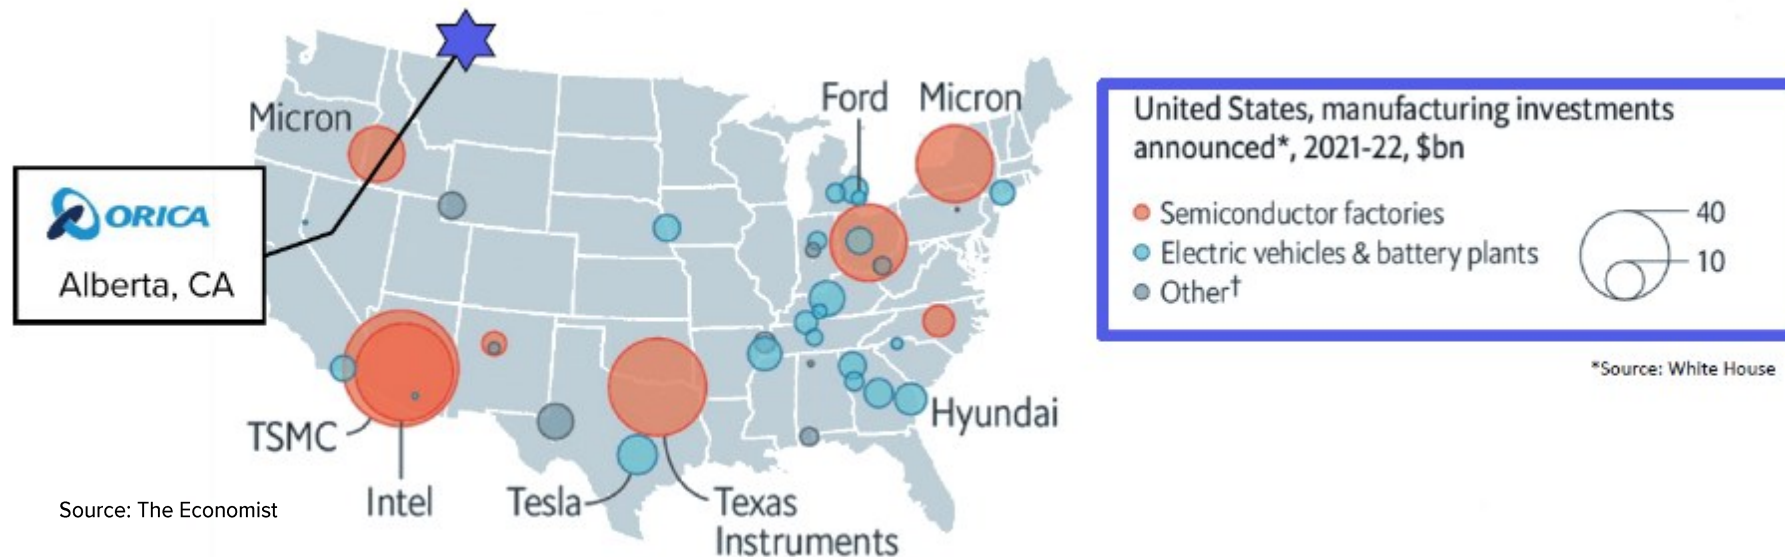 Micron
Ford
Micron
ORICA
Alberta, CA
TSMC
Intel
Tesla
Texas
Instruments
Hyundai
Source: The Economist
United States, manufacturing investments
announced*, 2021-22, $bn
Semiconductor factories
Electric vehicles & battery plants
Other†
40
10
*Source: White House